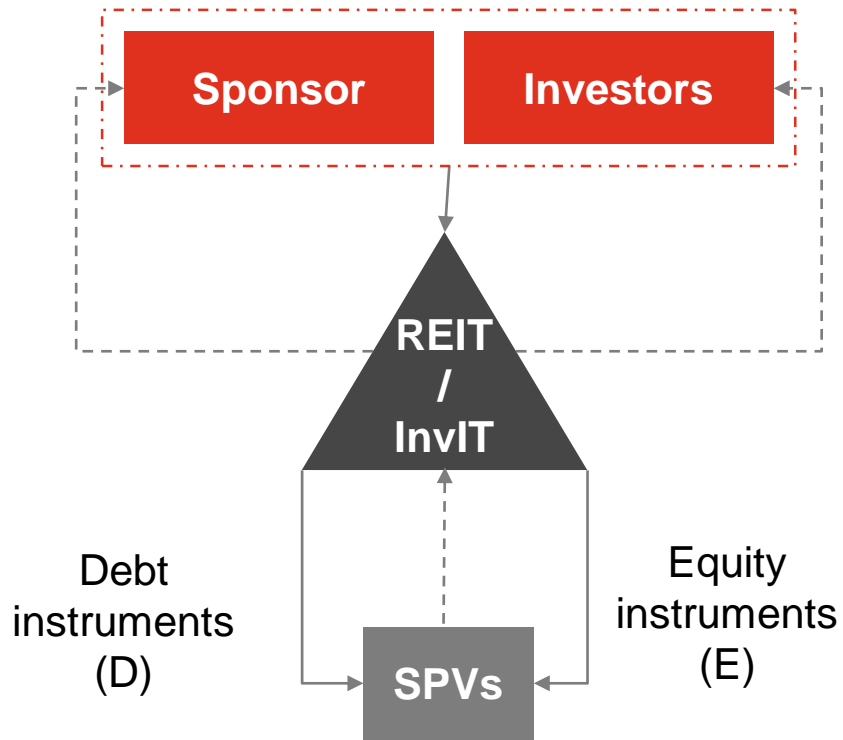 Sponsor
Investors
REIT
/
InvIT
Debt
instruments
(D)
Equity
instruments
(E)
SPVs